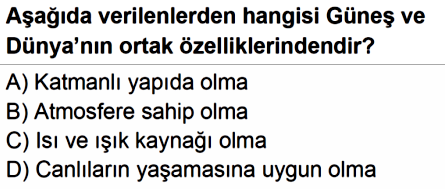 Aşağıda verilenlerden hangisi Güneş ve
Dünya’nın ortak özelliklerindendir?
A) Katmanlı yapıda olma
B) Atmosfere sahip olma
C) Isı ve ışık kaynağı olma
D) Canlıların yaşamasına uygun olma